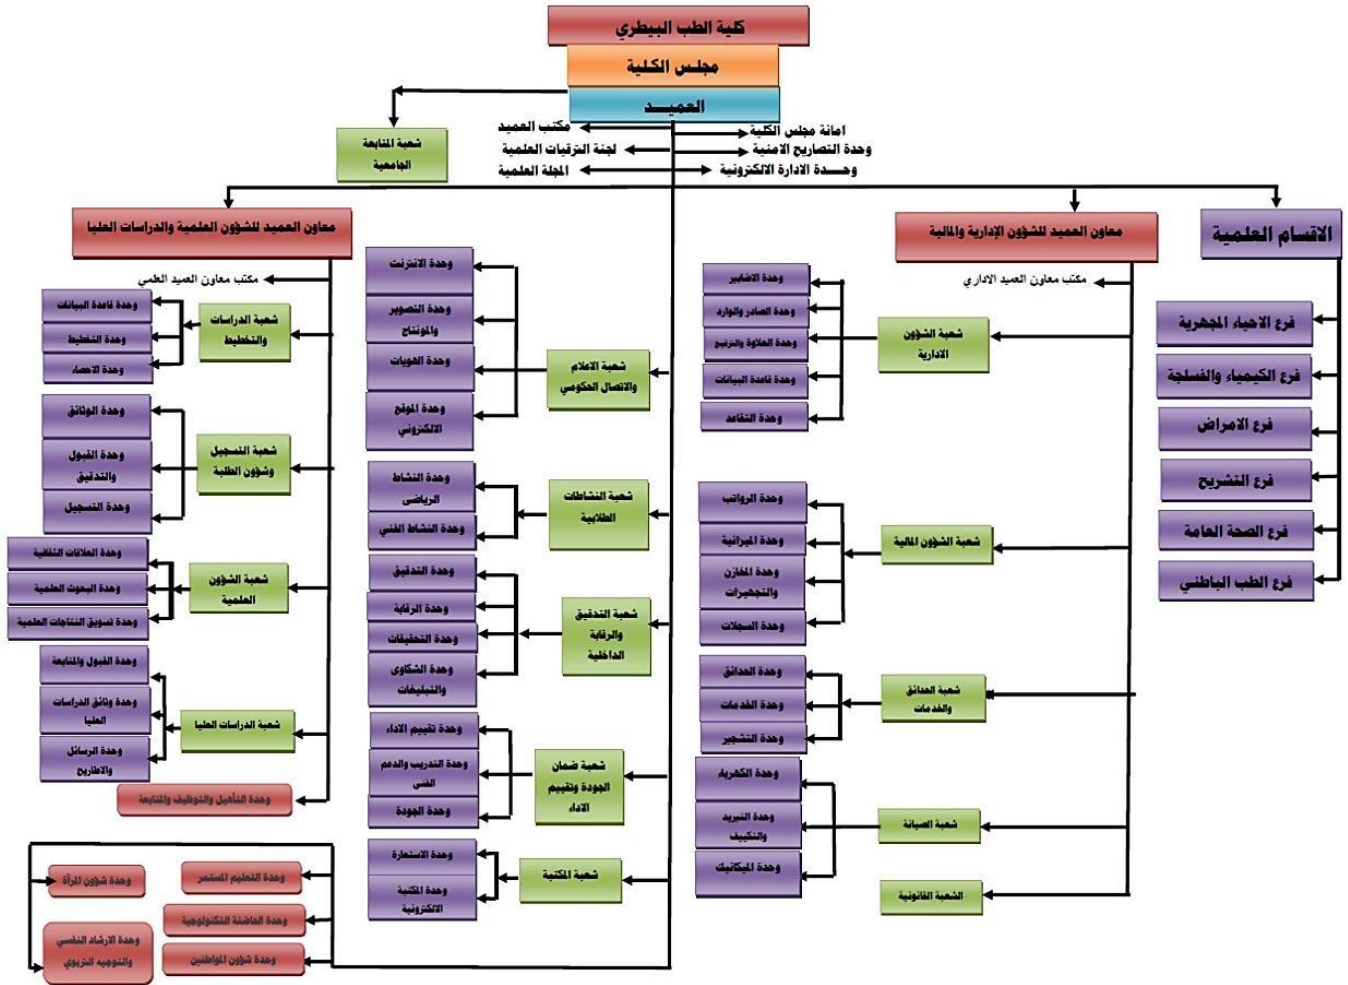 كلية الطب البيطري
مجلس الكلية
العميـــد
شعبة المتابعة
الجامعية
امانة مجلس الكلية
مكتب العميد
وحدة التصاريح الامنية
لجنة الترقيات العلمية
وحـــدة الادارة الالكترونية
المجلة العلمية
الاقسام العلمية
فرع الاحياء المجهرية
فرع الكيمياء والفسلجة
فرع الامراض
فرع التشريح
فرع الصحة العامة
فرع الطب الباطني
معاون العميد للشؤون الإدارية والمالية
مكتب معاون العميد الاداري
شعبة الشؤون
الادارية
وحدة الاضابير
وحدة الصادر والوارد
وحدة العلاوة والترفيع
وحدة قاعدة البيانات
وحدة التقاعد
شعبة الشؤون المالية
وحدة الرواتب
وحدة الميزانية
وحدة المخازن
والتجهيزات
وحدة السجلات
شعبة الحدائق
والخدمات
وحدة الحدائق
وحدة الخدمات
وحدة التشجير
شعبة الصيانة
وحدة الكهرباء
وحدة التبريد
والتكييف
وحدة الميكانيك
الشعبة القانونية
شعبة الاعلام
والاتصال الحكومي
وحدة الانترنت
وحدة التصوير
والمونتاج
وحدة الهويات
وحدة الموقع
الالكتروني
شعبة النشاطات
الطلابية
وحدة النشاط
الرياضى
وحدة النشاط الفني
شعبة التدقيق
والرقابة
الداخلية
وحدة التدقيق
وحدة الرقابة
وحدة التحقيقات
وحدة الشكاوى
والتبليغات
شعبة ضمان
الجودة وتقييم
الاداء
وحدة تقييم الاداء
وحدة التدريب والدعم
الفنى
وحدة الجودة
شعبة المكتبة
وحدة الاستعارة
وحدة المكتبة
الالكترونية
معاون العميد للشؤون العلمية والدراسات العليا
مكتب معاون العميد العلمي
شعبة الدراسات
والتخطيط
وحدة قاعدة البيانات
وحدة التخطيط
وحدة الاحصاء
شعبة التسجيل
وشؤون الطلبة
وحدة الوثائق
وحدة القبول
والتدقيق
وحدة التسجيل
شعبة الشؤون
العلمية
وحدة العلاقات الثقافية
وحدة البحوث العلمية
وحدة تسويق النتاجات العلمية
شعبة الدراسات العليا
وحدة القبول والمتابعة
وحدة وثائق الدراسات
العليا
وحدة الرسائل
والاطاريح
وحدة التأهيل والتوظيف والمتابعة
وحدة التعليم المستمر
وحدة شؤون المرأة
وحدة الحاضنة التكنولوجية
وحدة الارشاد النفسي
والتوجيه التربوي
وحدة شؤون المواطنين